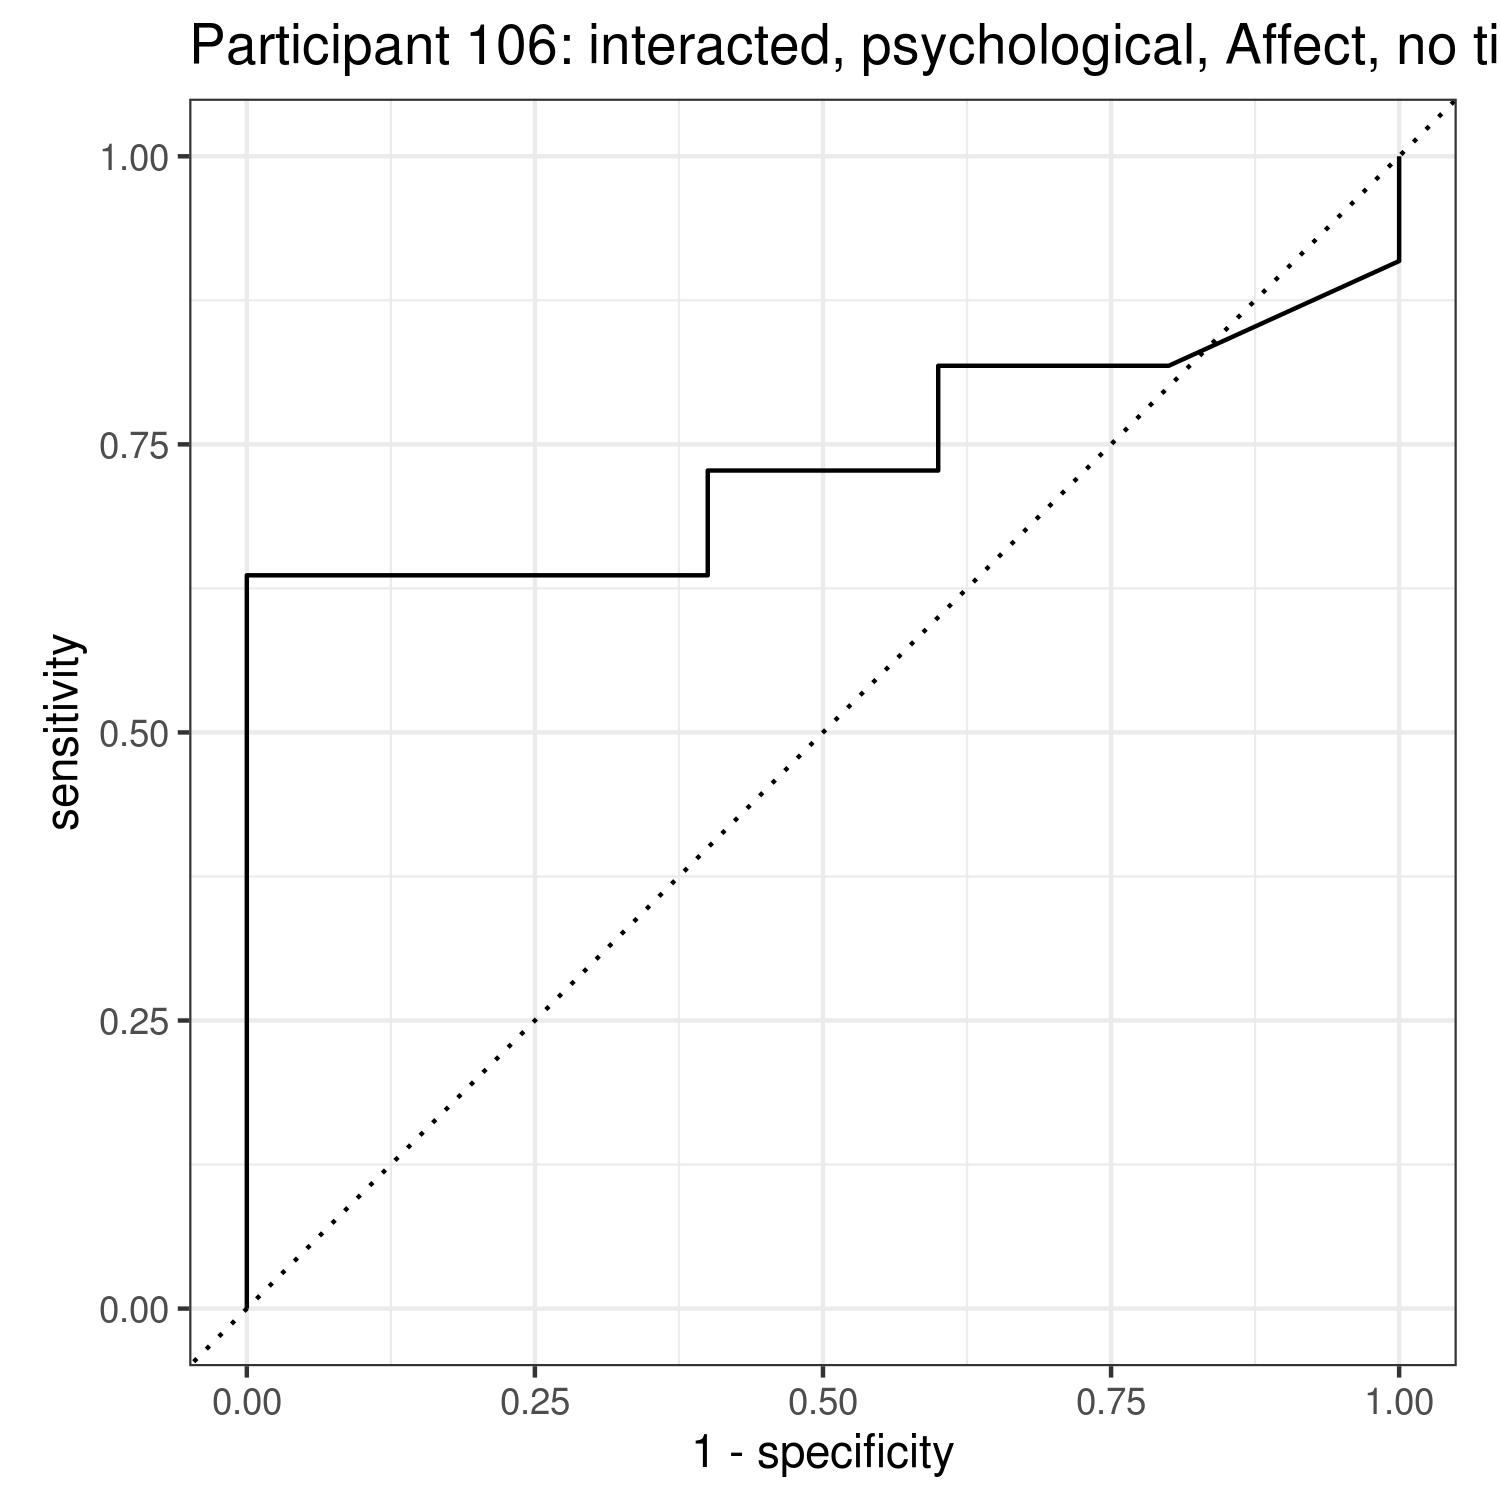 Participant 106: interacted, psychological, Affect, no ti
1.00
0.75
0.50
0.25
0.00
sensitivity
0.00 0.25 0.50 0.75 1.00
1 - specificity